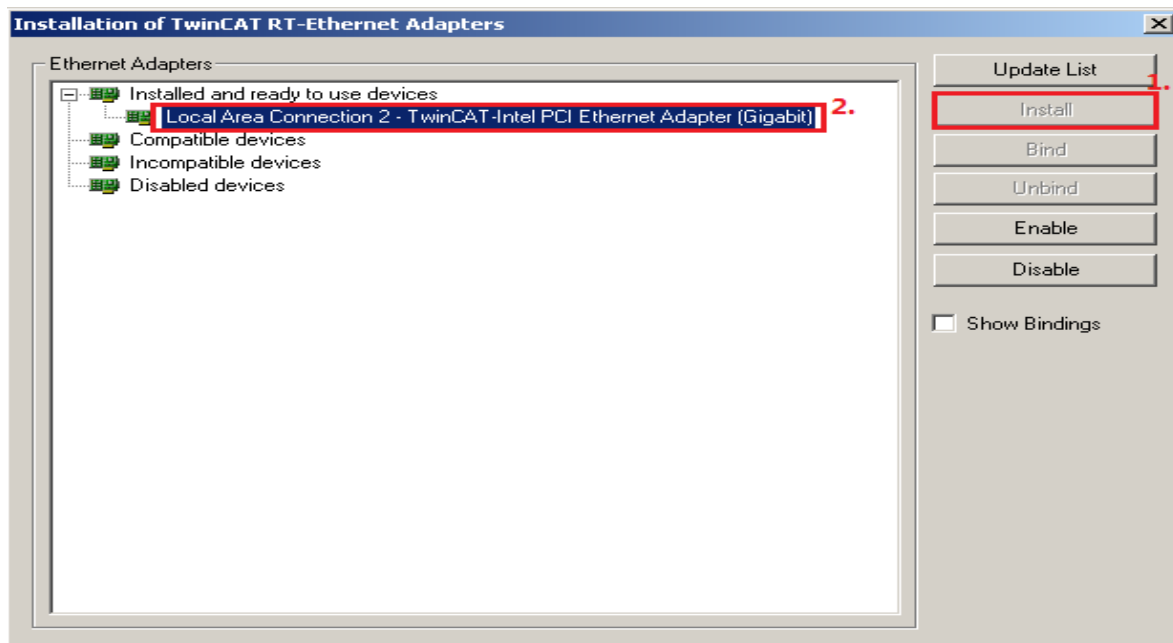 Installation of TwinCAT RT-Ethernet Adapters
Ethernet Adapters
Installed and ready to use devices
Local Area Connection 2 - TwinCAT-Intel PCI Ethernet Adapter (Gigabit)
2.
Compatible devices
Incompatible devices
Disabled devices
Update List
1.
Install
Bind
Unbind
Enable
Disable
Show Bindings